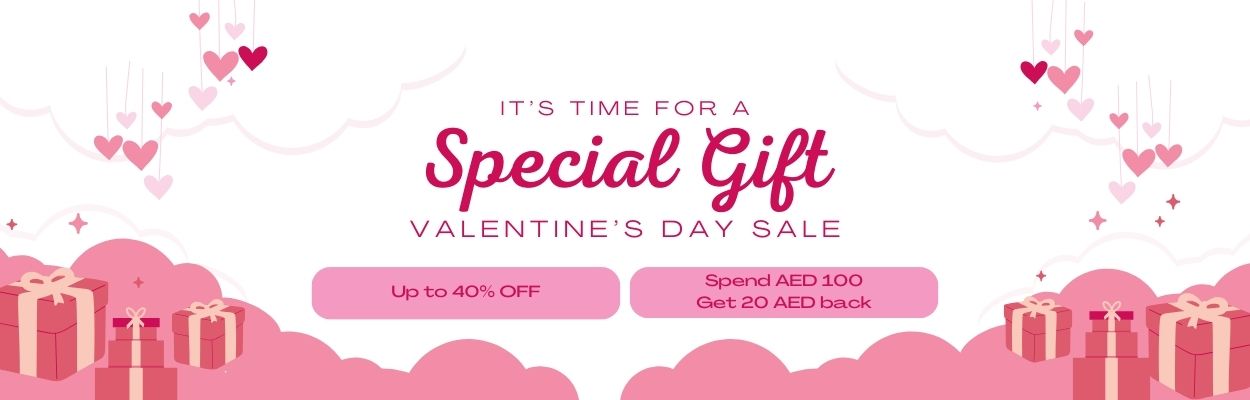 IT'S TIME FOR A
Special Gift
VALENTINE'S DAY SALE
Up to 40% OFF
Spend AED 100
Get 20 AED back